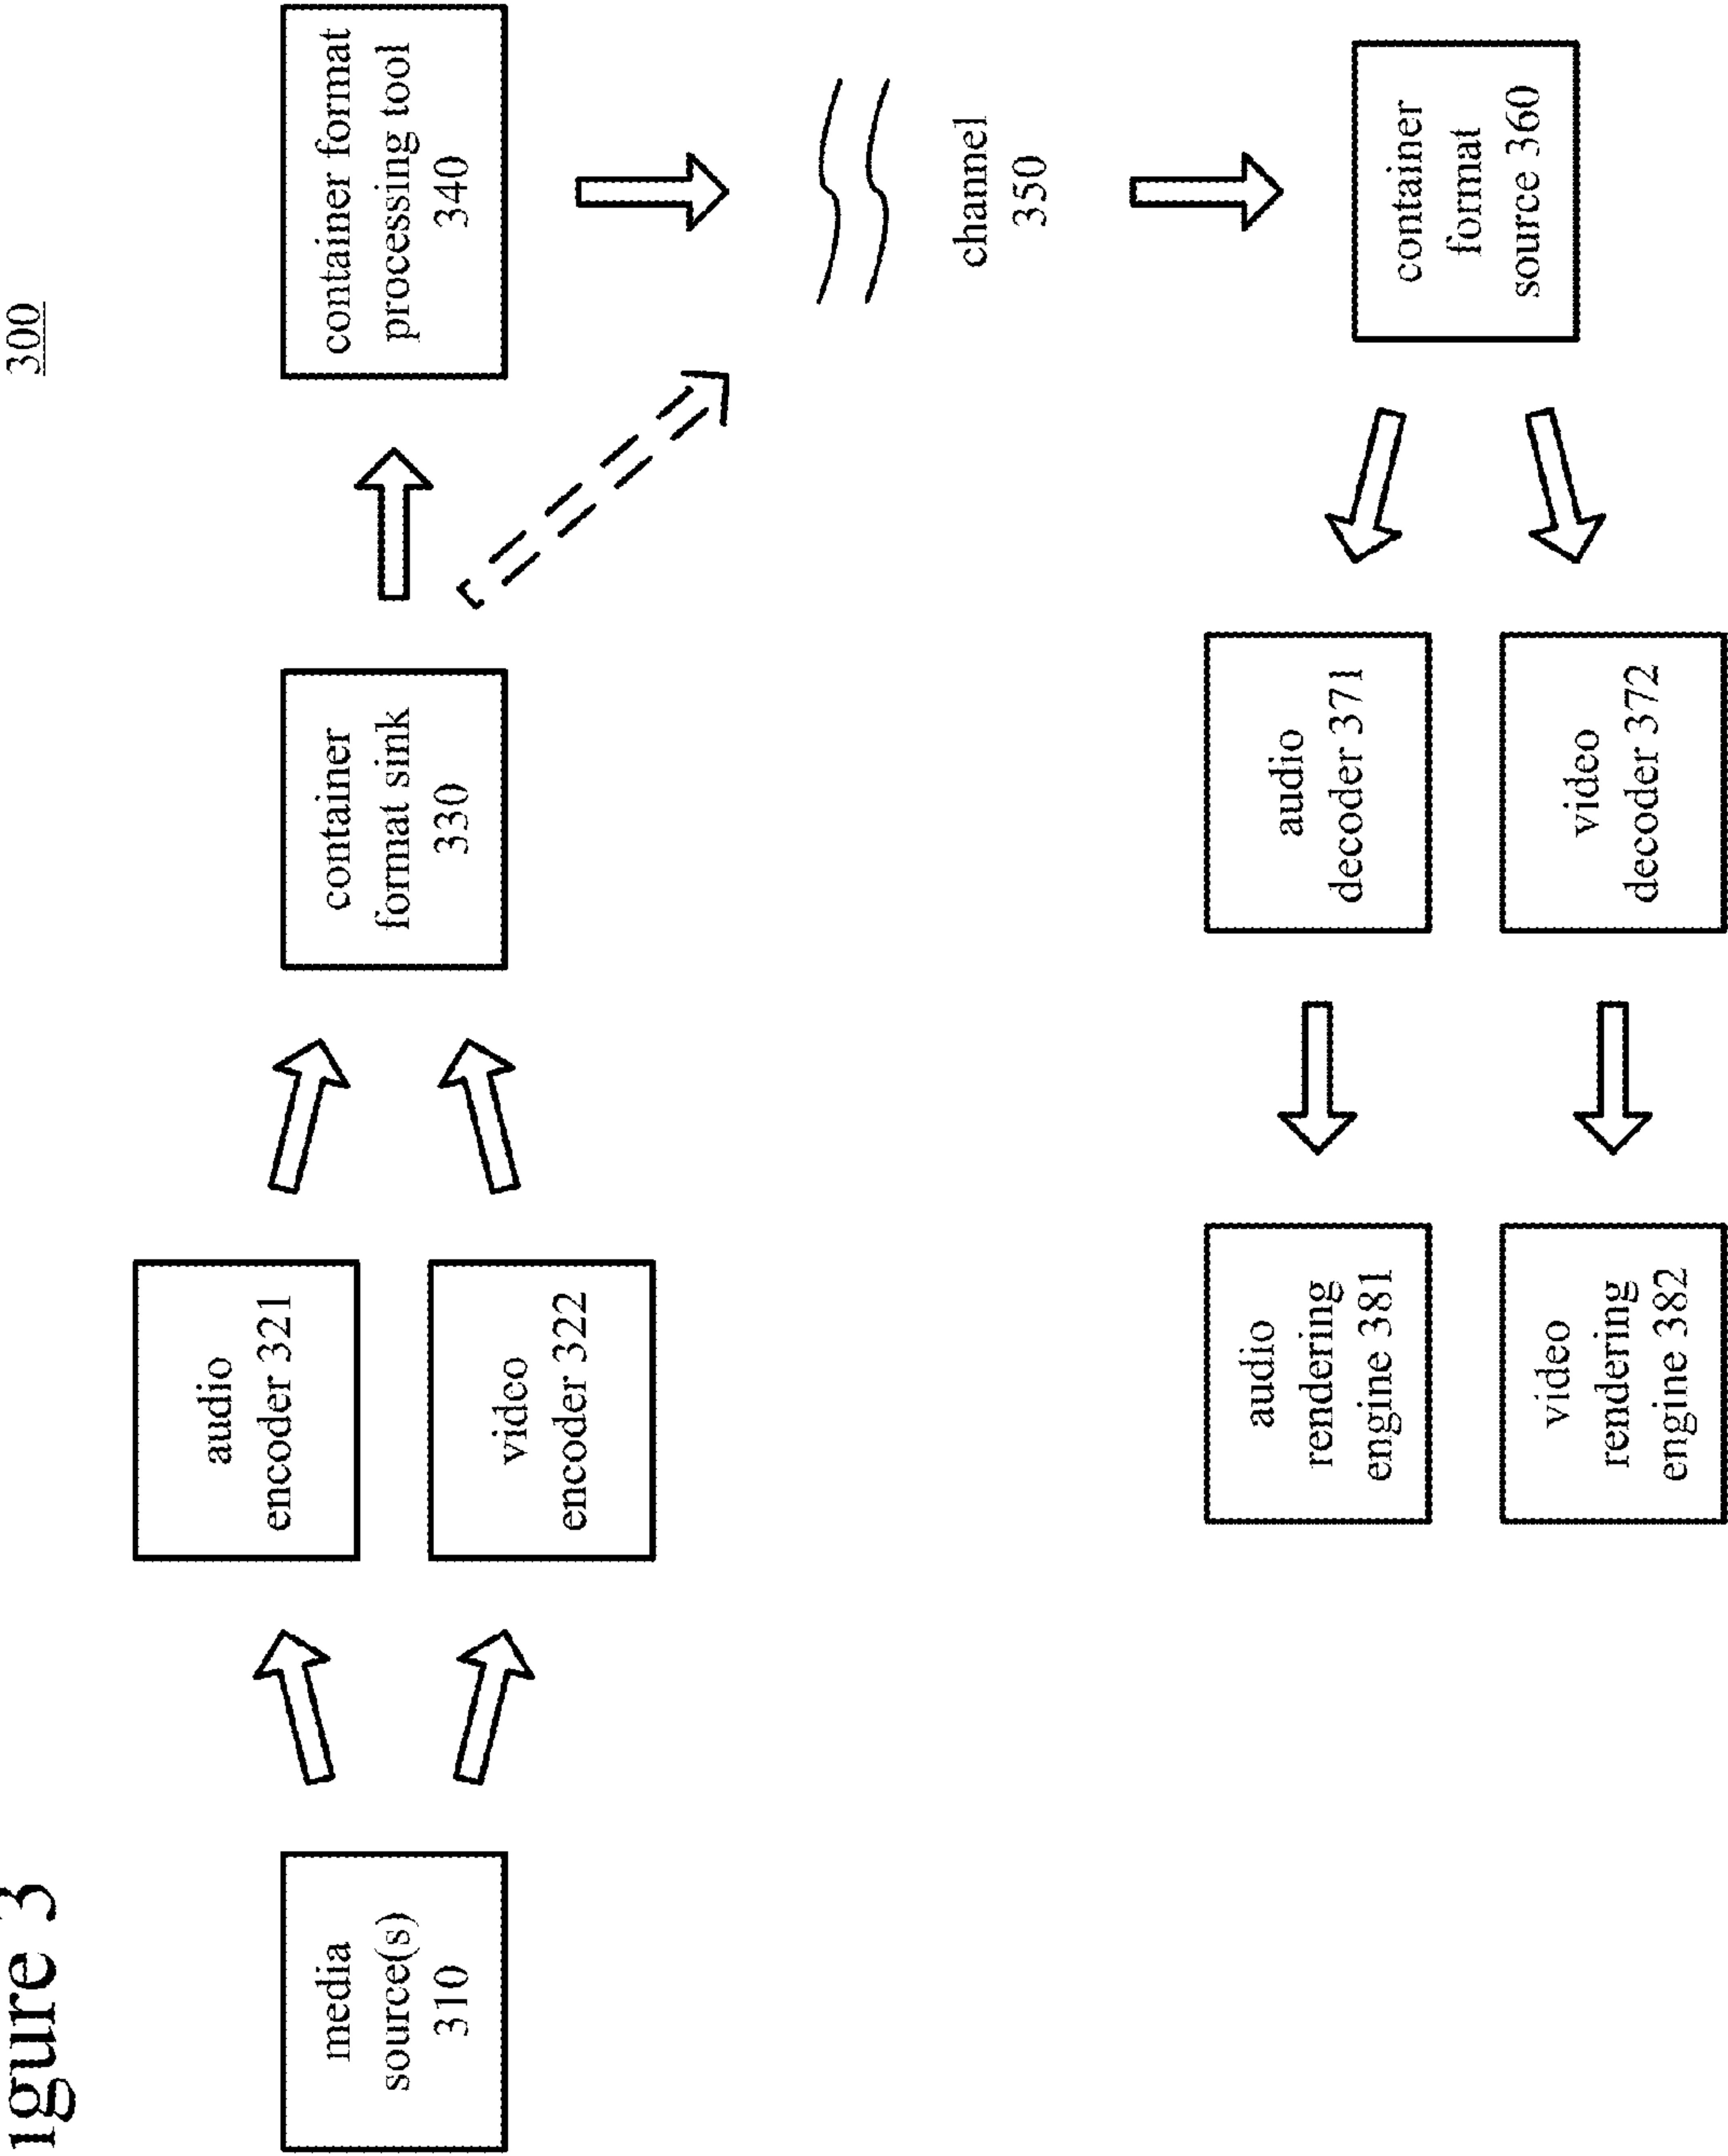 igure 3
300
media
source(s)
310
audio
encoder 321
video
encoder 322
container
format sink
330
container format
processing tool
340
channel
350
container
format
source 360
audio
decoder 371
video
decoder 372
audio
rendering
engine 381
video
rendering
engine 382